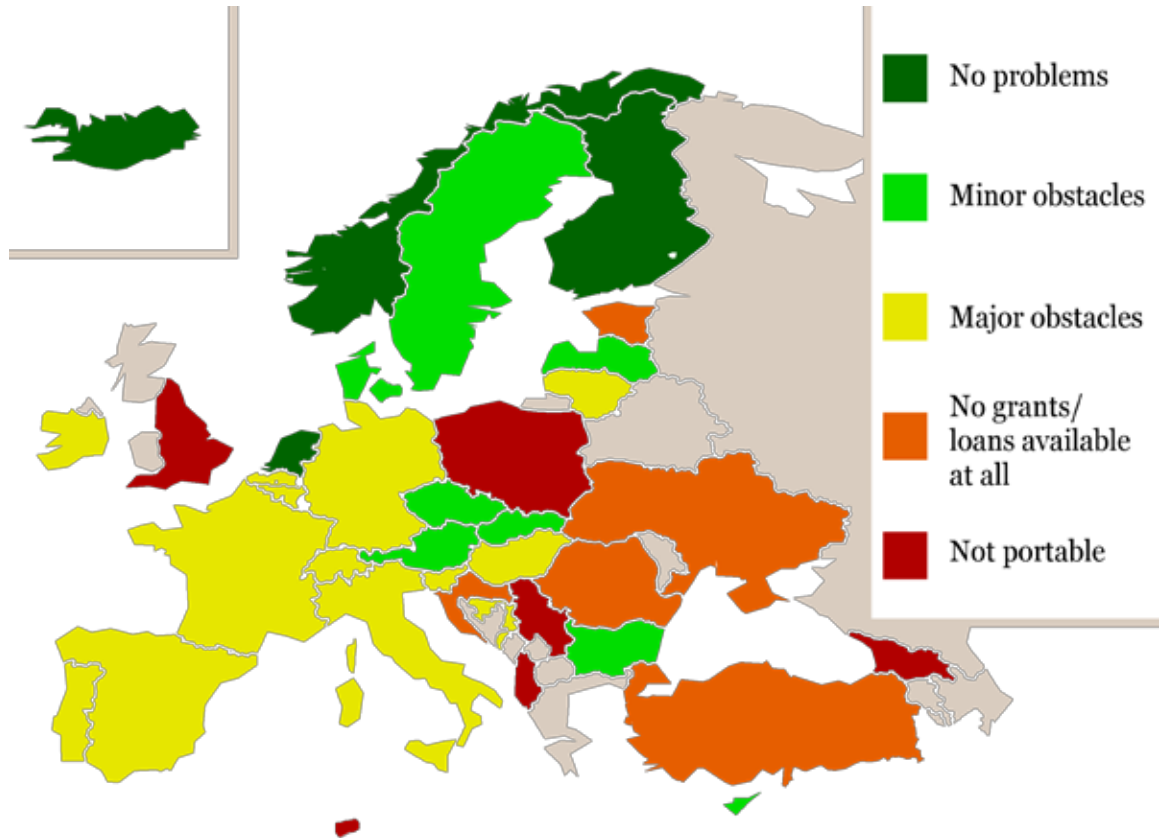 No problems
Minor obstacles
Major obstacles
No grants/
loans available
at all
Not portable